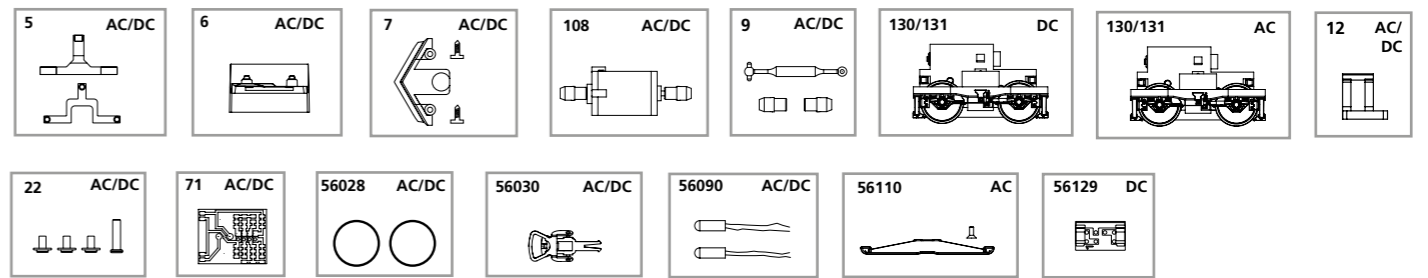 5 AC/DC
6 AC/DC
7 AC/DC
108 AC/DC
9 AC/DC
130/131 DC
130/131 AC
12 AC/
DC
22 AC/DC
71 AC/DC
56028 AC/DC
56030 AC/DC
56090 AC/DC
56110 AC
56129 DC